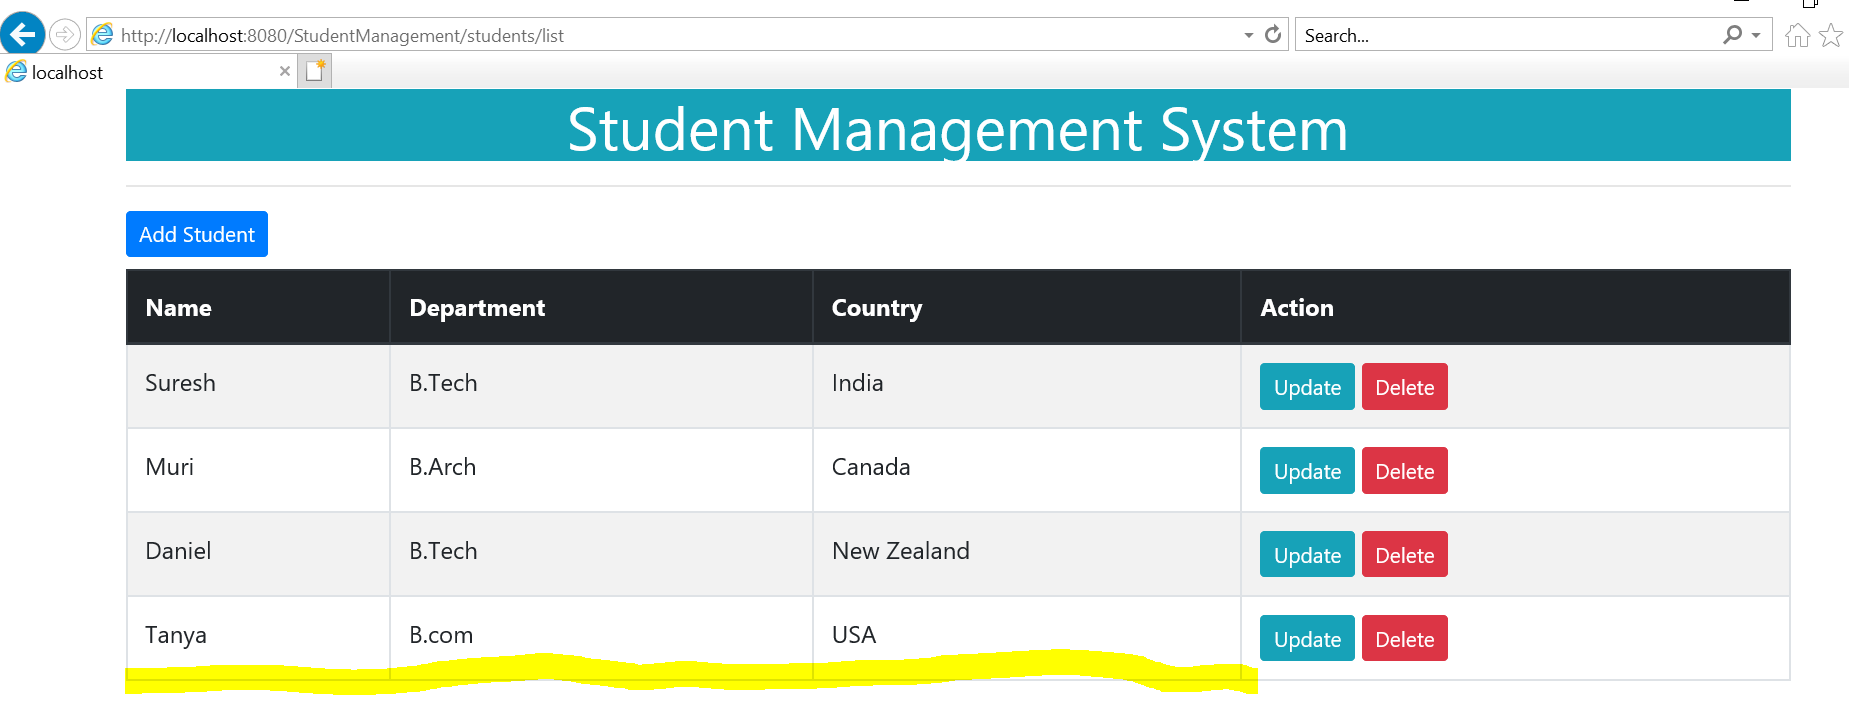 http://localhost:8080/StudentManagement/students/list Search...
localhost
Student Management System
Add Student
Name Department Country Action
Suresh B.Tech India Update Delete
Muri B.Arch Canada Update Delete
Daniel B.Tech New Zealand Update Delete
Tanya B.com USA Update Delete